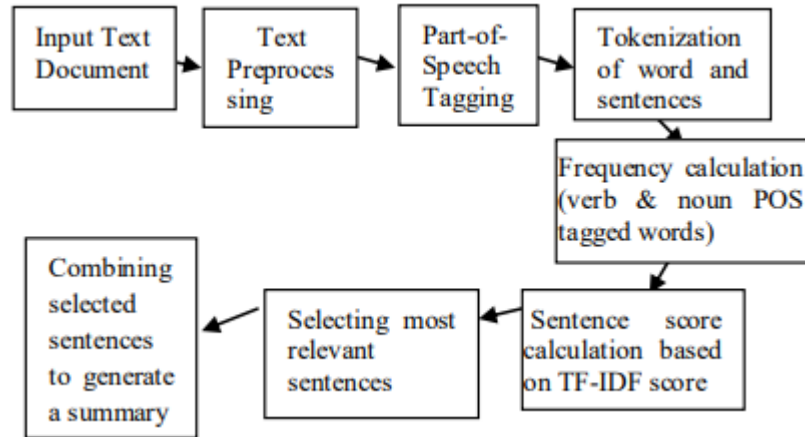 Input Text
Document
Text
Preproces
sing
Part-of-
Speech
Tagging
Tokenization
of word and
sentences
Frequency calculation
(verb & noun POS
tagged words)
Sentence score
calculation based
on TF-IDF score
Selecting most
relevant
sentences
Combining
selected
sentences
to generate
a summary